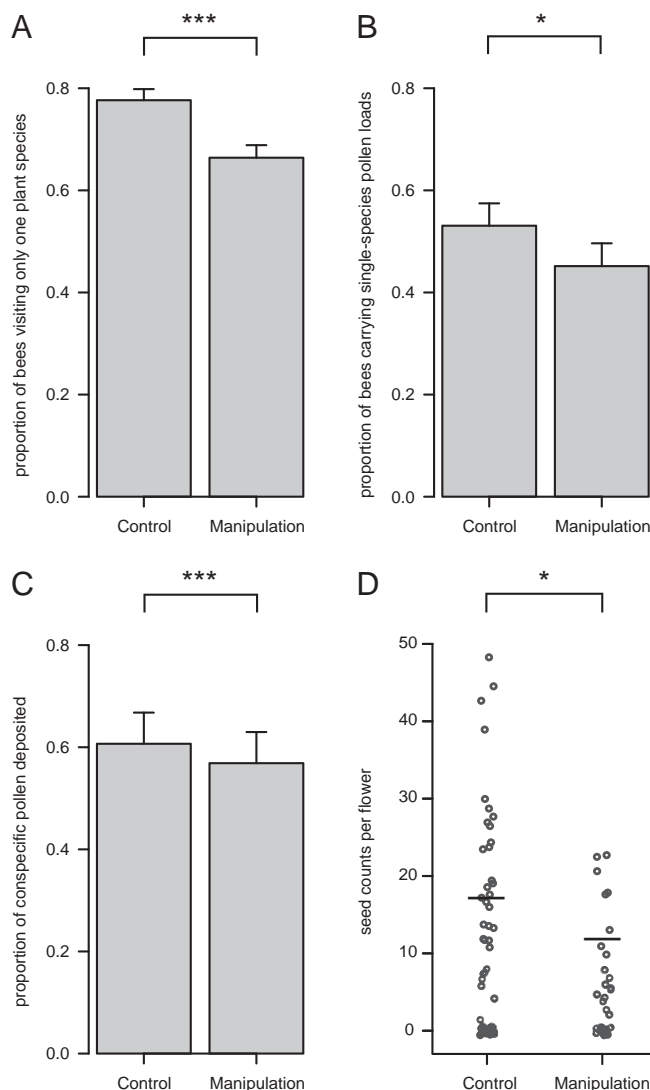 A
***
proportion of bees visiting only one plant species
0.8
0.6
0.4
0.2
0.0
Control Manipulation
B
*
proportion of bees carrying single-species pollen loads
0.8
0.6
0.4
0.2
0.0
Control Manipulation
C
***
proportion of conspecific pollen deposited
0.8
0.6
0.4
0.2
0.0
Control Manipulation
D
*
seed counts per flower
50
40
30
20
10
0
Control Manipulation